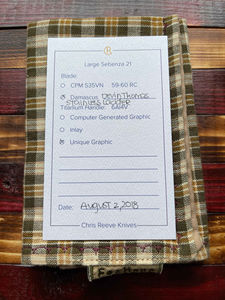 Large Sebenza 21
Blade:
CPM S35VN 59-60 RC
Damascus DEVIN THOMAS
STAINLESS LADDER
Titanium Handle: 6Al4V
Computer Generated Graphic
Inlay
Unique Graphic
Date: AUGUST 2, 2018
Chris Reeve Knives